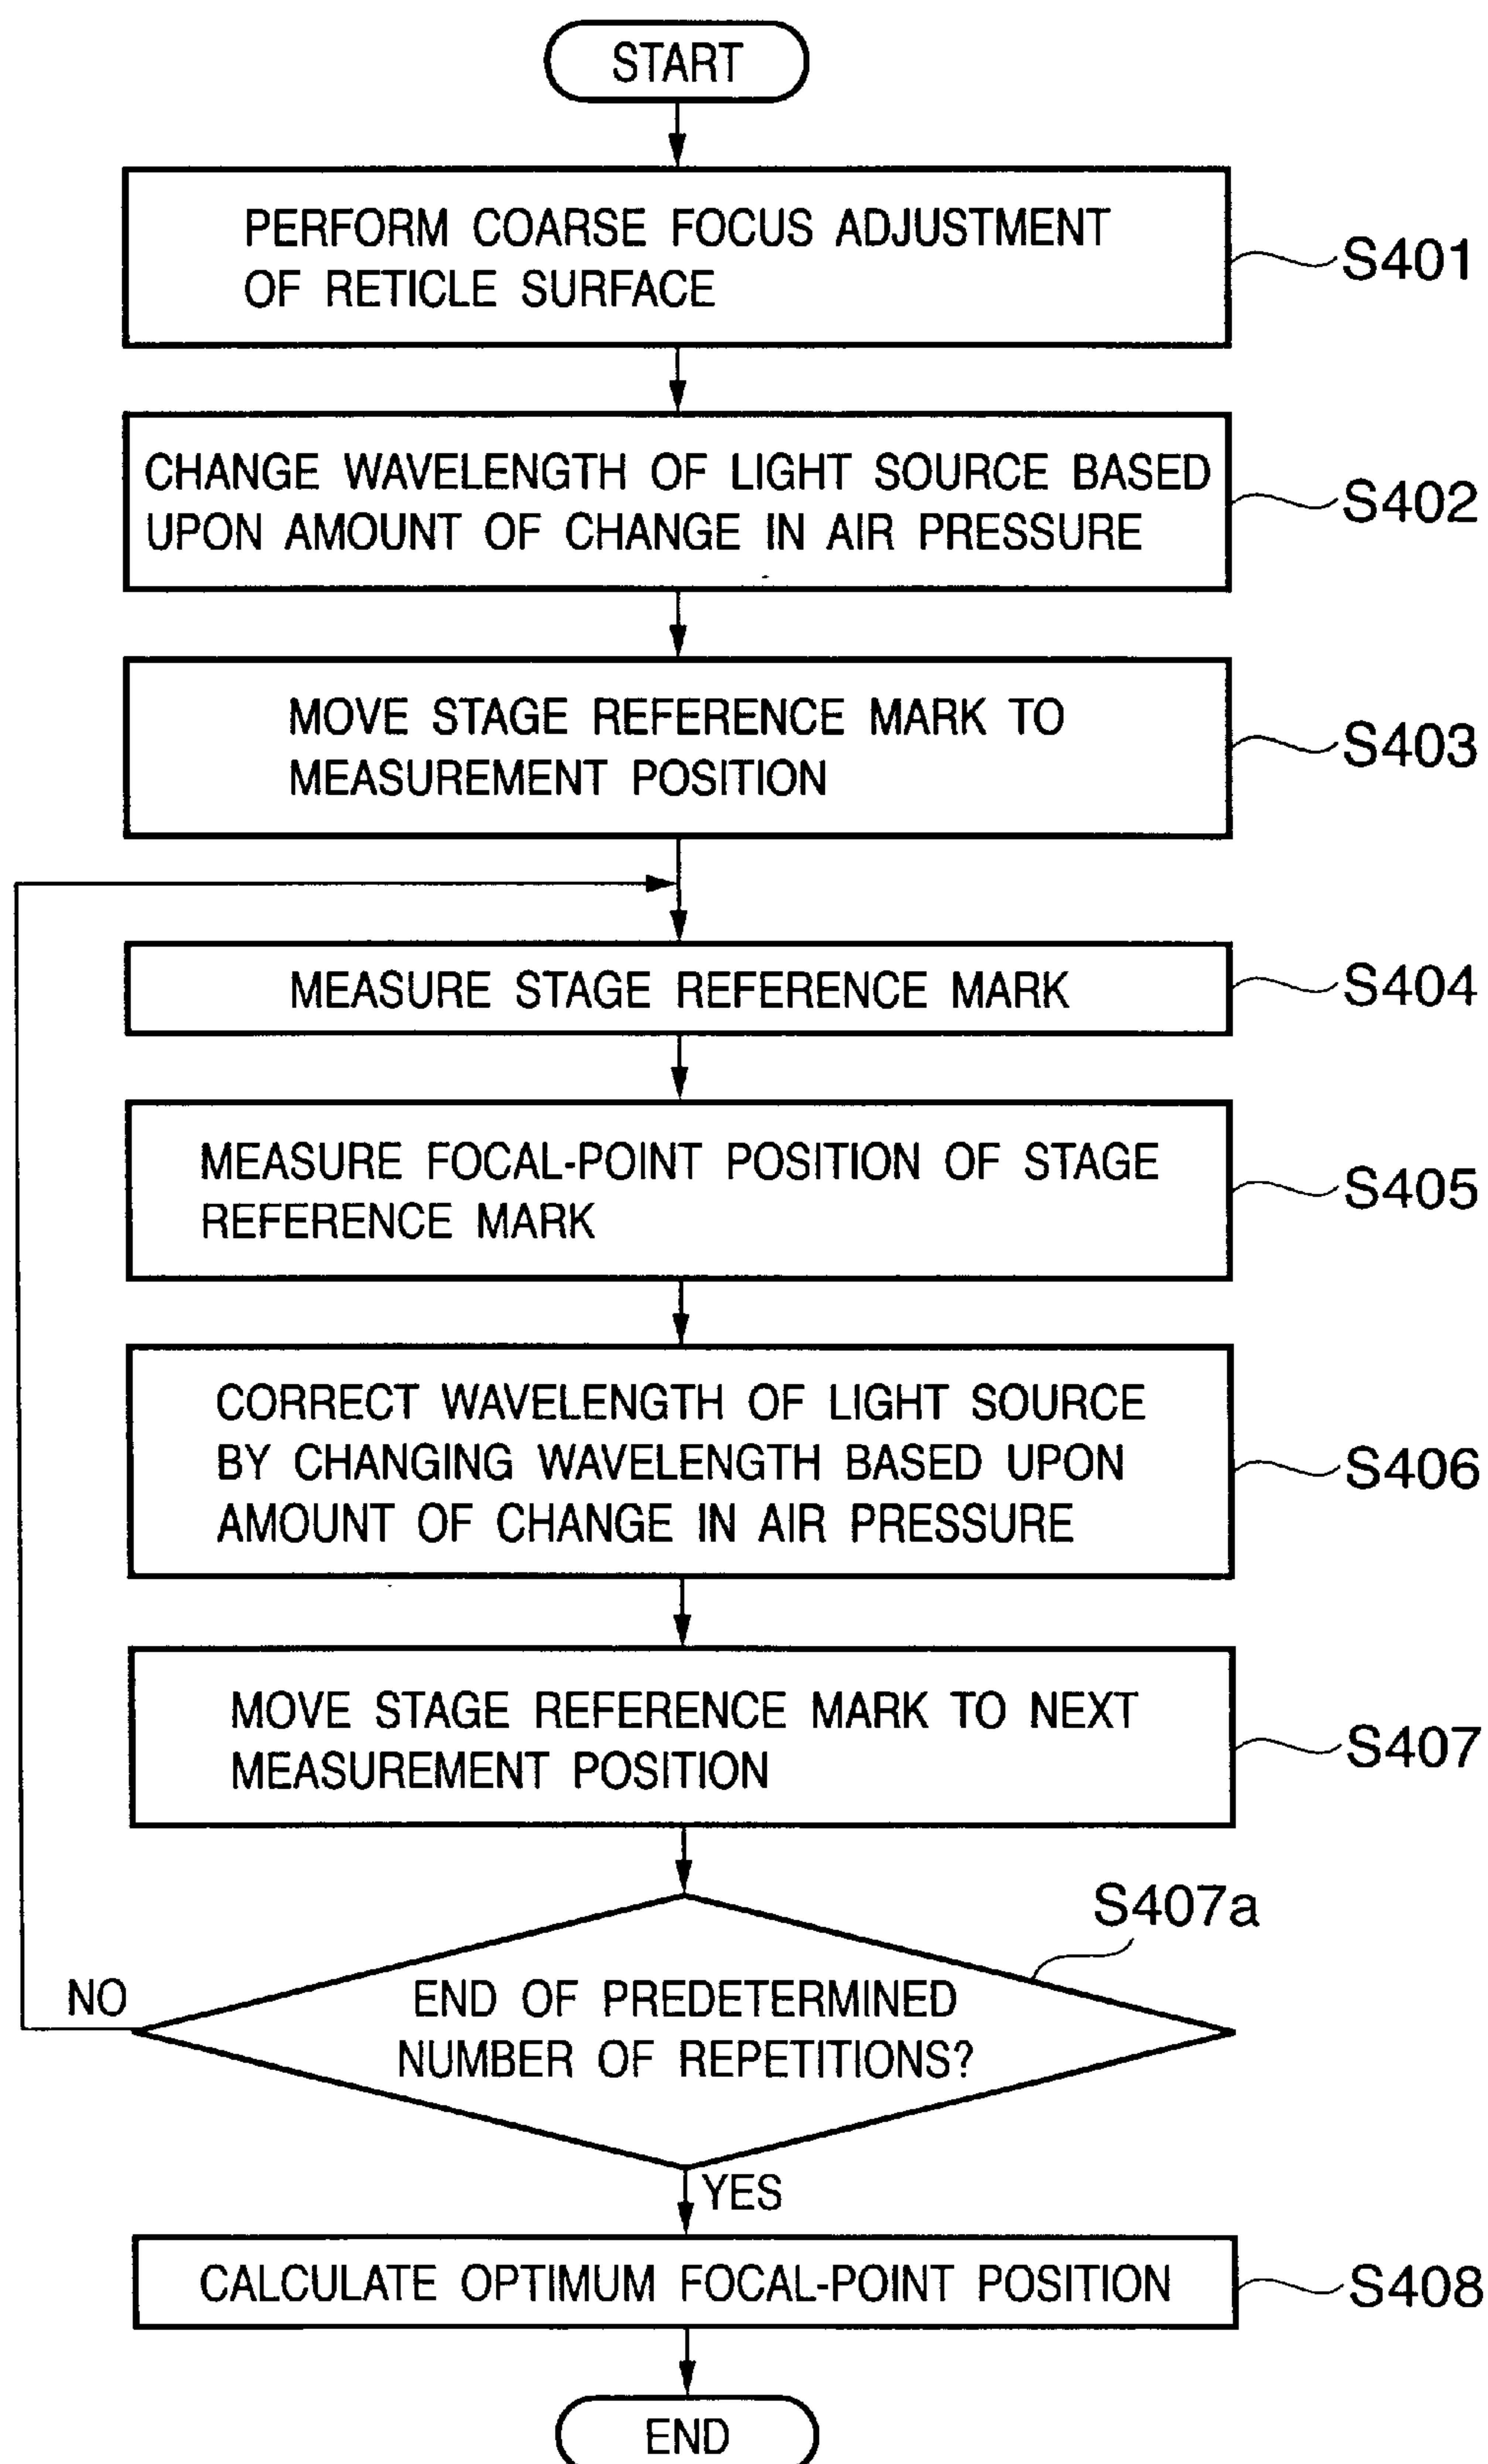 START
PERFORM COARSE FOCUS ADJUSTMENT
OF RETICLE SURFACE
S401
CHANGE WAVELENGTH OF LIGHT SOURCE BASED
UPON AMOUNT OF CHANGE IN AIR PRESSURE
S402
MOVE STAGE REFERENCE MARK TO
MEASUREMENT POSITION
S403
MEASURE STAGE REFERENCE MARK
S404
MEASURE FOCAL-POINT POSITION OF STAGE
REFERENCE MARK
S405
CORRECT WAVELENGTH OF LIGHT SOURCE
BY CHANGING WAVELENGTH BASED UPON
AMOUNT OF CHANGE IN AIR PRESSURE
S406
MOVE STAGE REFERENCE MARK TO NEXT
MEASUREMENT POSITION
S407
S407a
NO
END OF PREDETERMINED
NUMBER OF REPETITIONS?
YES
CALCULATE OPTIMUM FOCAL-POINT POSITION
S408
END